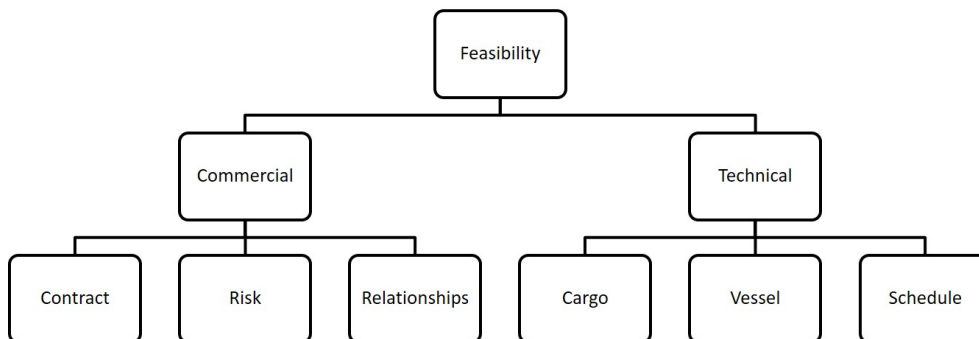 Feasibility
Commercial
Technical
Contract
Risk
Relationships
Cargo
Vessel
Schedule